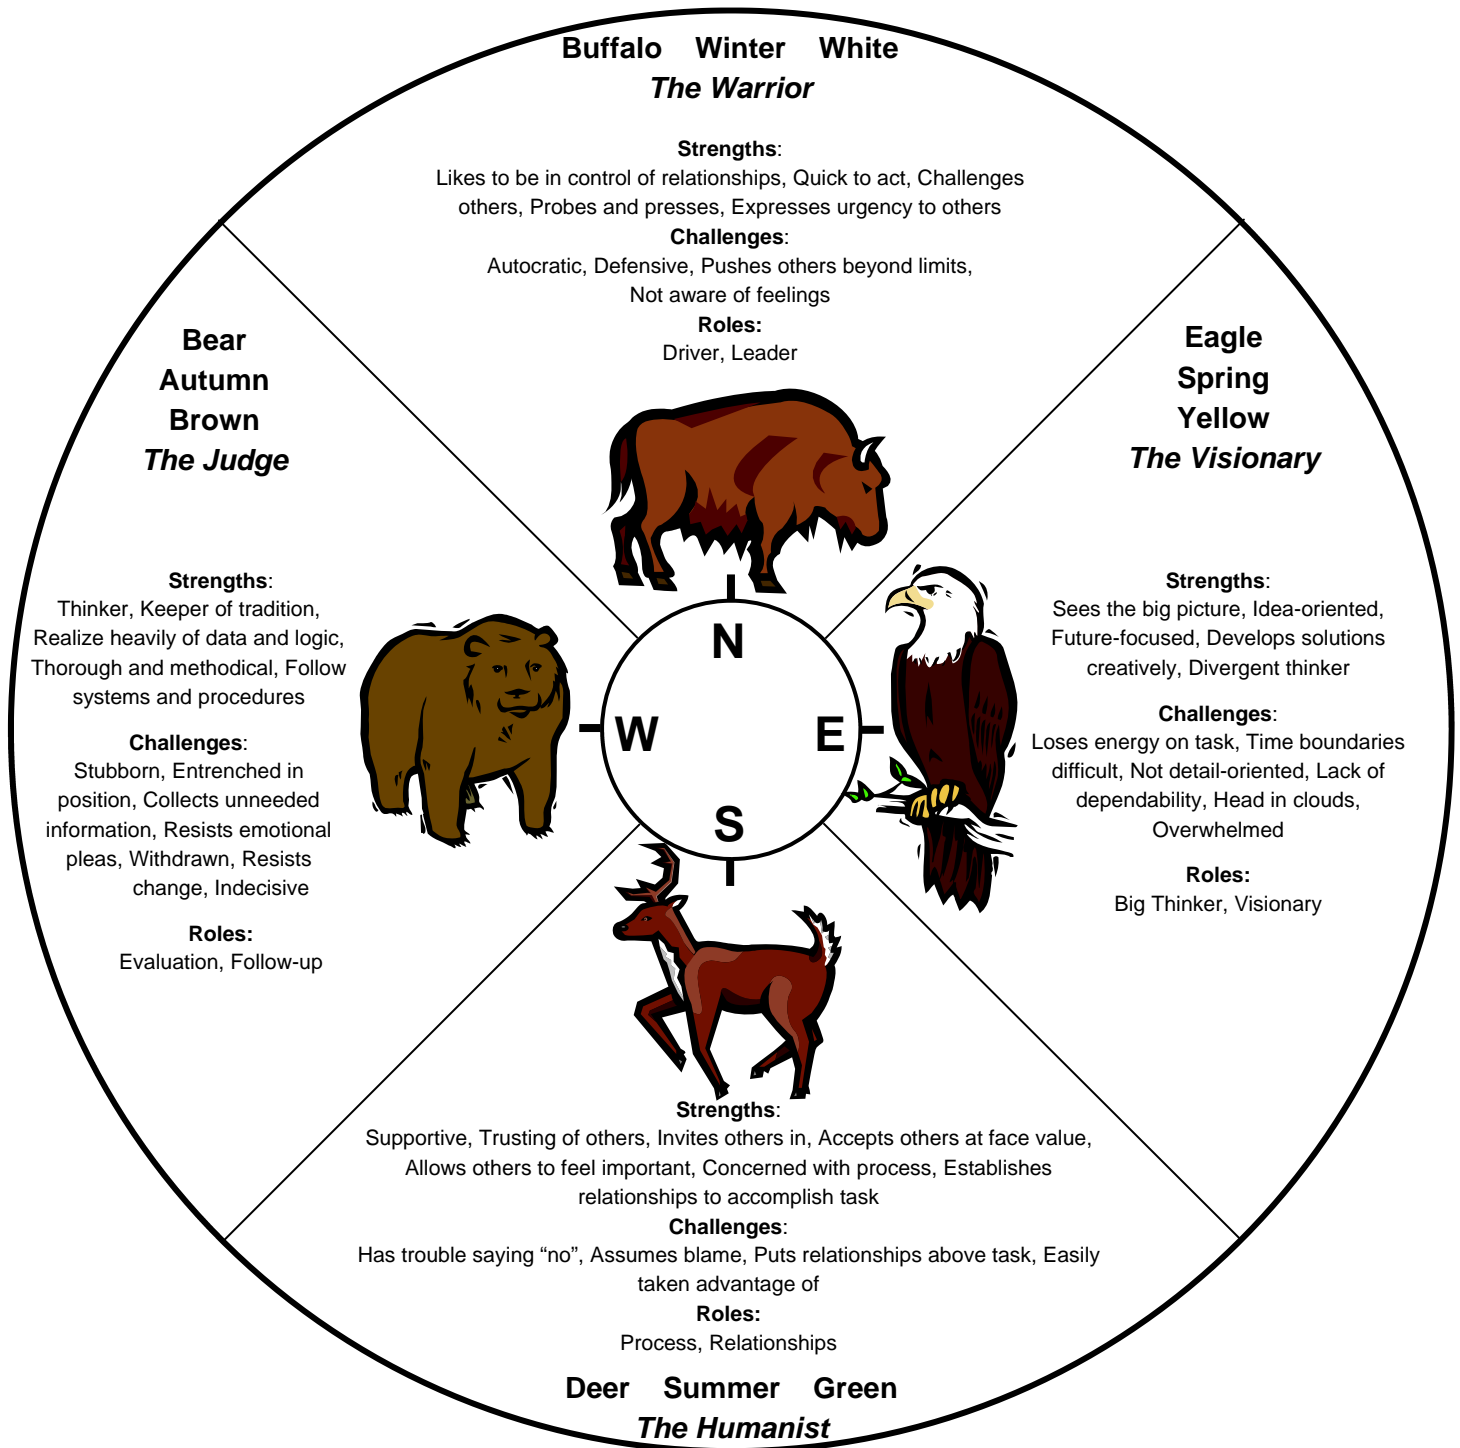 Buffalo Winter White
The Warrior
Strengths:
Likes to be in control of relationships, Quick to act, Challenges
others, Probes and presses, Expresses urgency to others
Challenges:
Autocratic, Defensive, Pushes others beyond limits,
Not aware of feelings
Roles:
Driver, Leader
Bear
Autumn
Brown
The Judge
Strengths:
Thinker, Keeper of tradition,
Realize heavily of data and logic,
Thorough and methodical, Follow
systems and procedures
Challenges:
Stubborn, Entrenched in
position, Collects unneeded
information, Resists emotional
pleas, Withdrawn, Resists
change, Indecisive
Roles:
Evaluation, Follow-up
N
W
E
S
Eagle
Spring
Yellow
The Visionary
Strengths:
Sees the big picture, Idea-oriented,
Future-focused, Develops solutions
creatively, Divergent thinker
Challenges:
Loses energy on task, Time boundaries
difficult, Not detail-oriented, Lack of
dependability, Head in clouds,
Overwhelmed
Roles:
Big Thinker, Visionary
Strengths:
Supportive, Trusting of others, Invites others in, Accepts others at face value,
Allows others to feel important, Concerned with process, Establishes
relationships to accomplish task
Challenges:
Has trouble saying “no”, Assumes blame, Puts relationships above task, Easily
taken advantage of
Roles:
Process, Relationships
Deer Summer Green
The Humanist